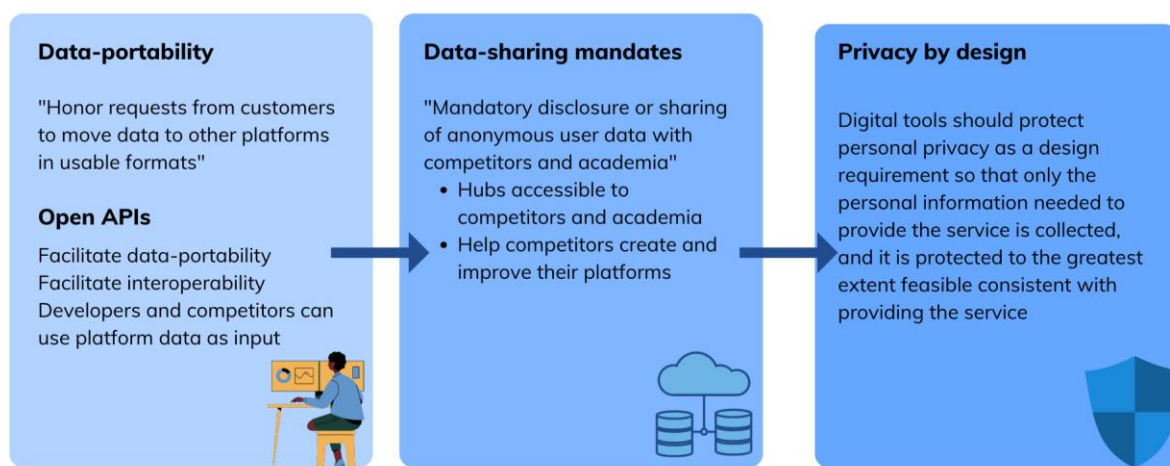 Data-portability
"Honor requests from customers
to move data to other platforms
in usable formats"
Open APIs
Facilitate data-portability
Facilitate interoperability
Developers and competitors can
use platform data as input
Data-sharing mandates
"Mandatory disclosure or sharing
of anonymous user data with
competitors and academia"
• Hubs accessible to
competitors and academia
• Help competitors create and
improve their platforms
Privacy by design
Digital tools should protect
personal privacy as a design
requirement so that only the
personal information needed to
provide the service is collected,
and it is protected to the greatest
extent feasible consistent with
providing the service